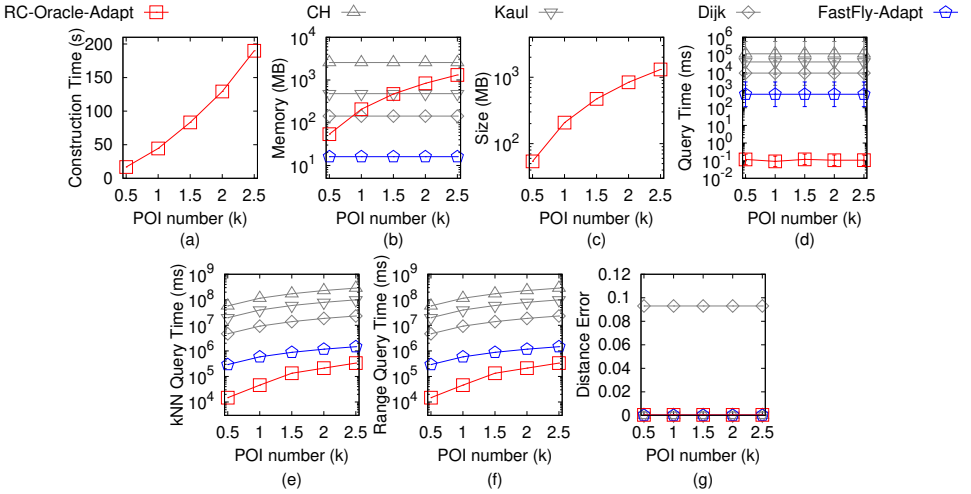 RC-Oracle-Adapt CH Kaul Dijk FastFly-Adapt
Construction Time (s)
200
150
100
50
0
0.5 1 1.5 2 2.5
POI number (k)
(a)
Memory (MB)
10^4
10^3
10^2
10^1
0.5 1 1.5 2 2.5
POI number (k)
(b)
Size (MB)
10^3
10^2
0.5 1 1.5 2 2.5
POI number (k)
(c)
Query Time (ms)
10^6
10^5
10^4
10^3
10^2
10^1
10^0
10^-1
10^-2
0.5 1 1.5 2 2.5
POI number (k)
(d)
kNN Query Time (ms)
10^9
10^8
10^7
10^6
10^5
10^4
0.5 1 1.5 2 2.5
POI number (k)
(e)
Range Query Time (ms)
10^9
10^8
10^7
10^6
10^5
10^4
0.5 1 1.5 2 2.5
POI number (k)
(f)
Distance Error
0.12
0.1
0.08
0.06
0.04
0.02
0
0.5 1 1.5 2 2.5
POI number (k)
(g)